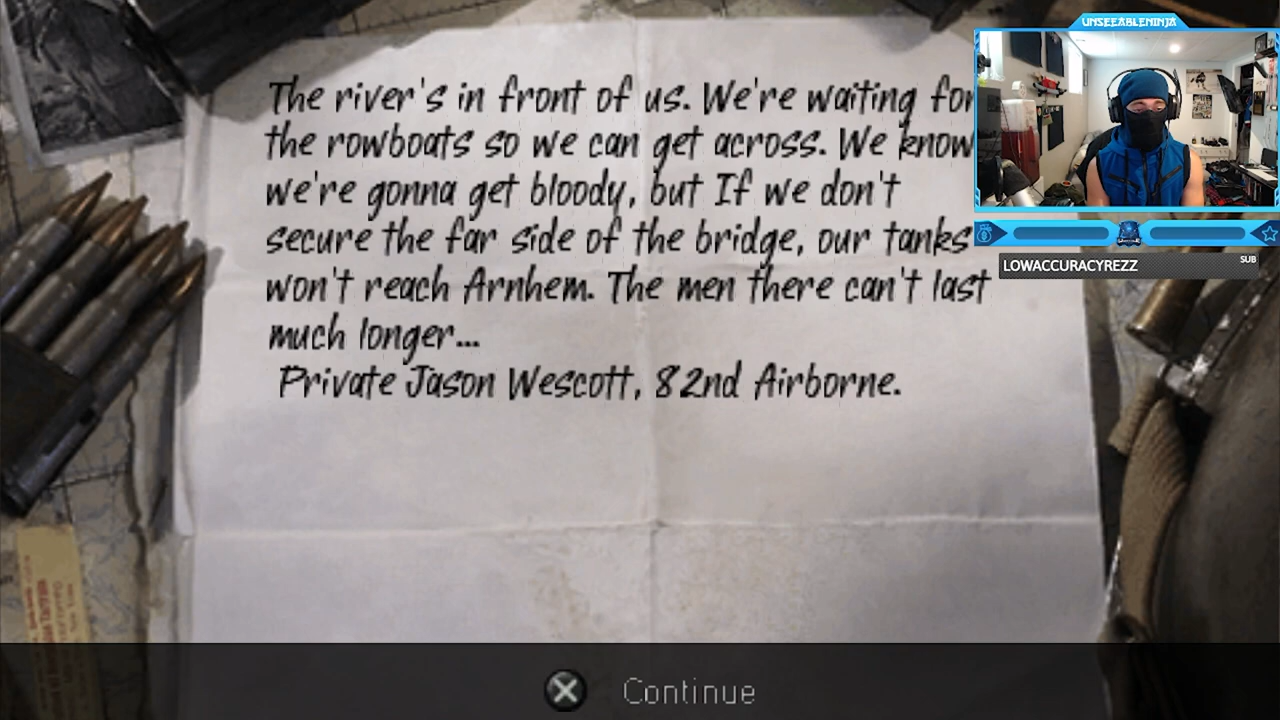 UNSEEABLENINJA
The river's in front of us. We're waiting for
the rowboats so we can get across. We know
we're gonna get bloody, but If we don't
secure the far side of the bridge, our tanks
won't reach Arnhem. The men there can't last
much longer...
Private Jason Wescott, 82nd Airborne.
LOWACCURACYREZZ
SUB
Continue